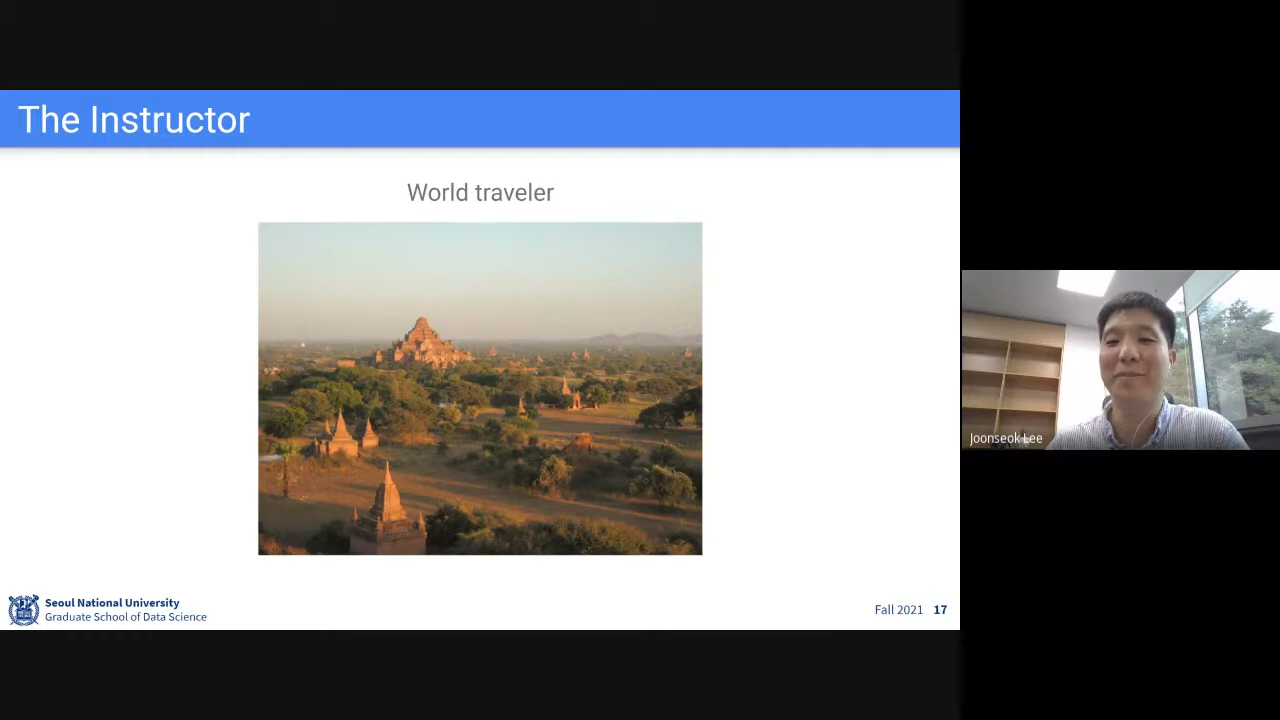 The Instructor
World traveler
Joonseok Lee
Seoul National University
Graduate School of Data Science
Fall 2021 17